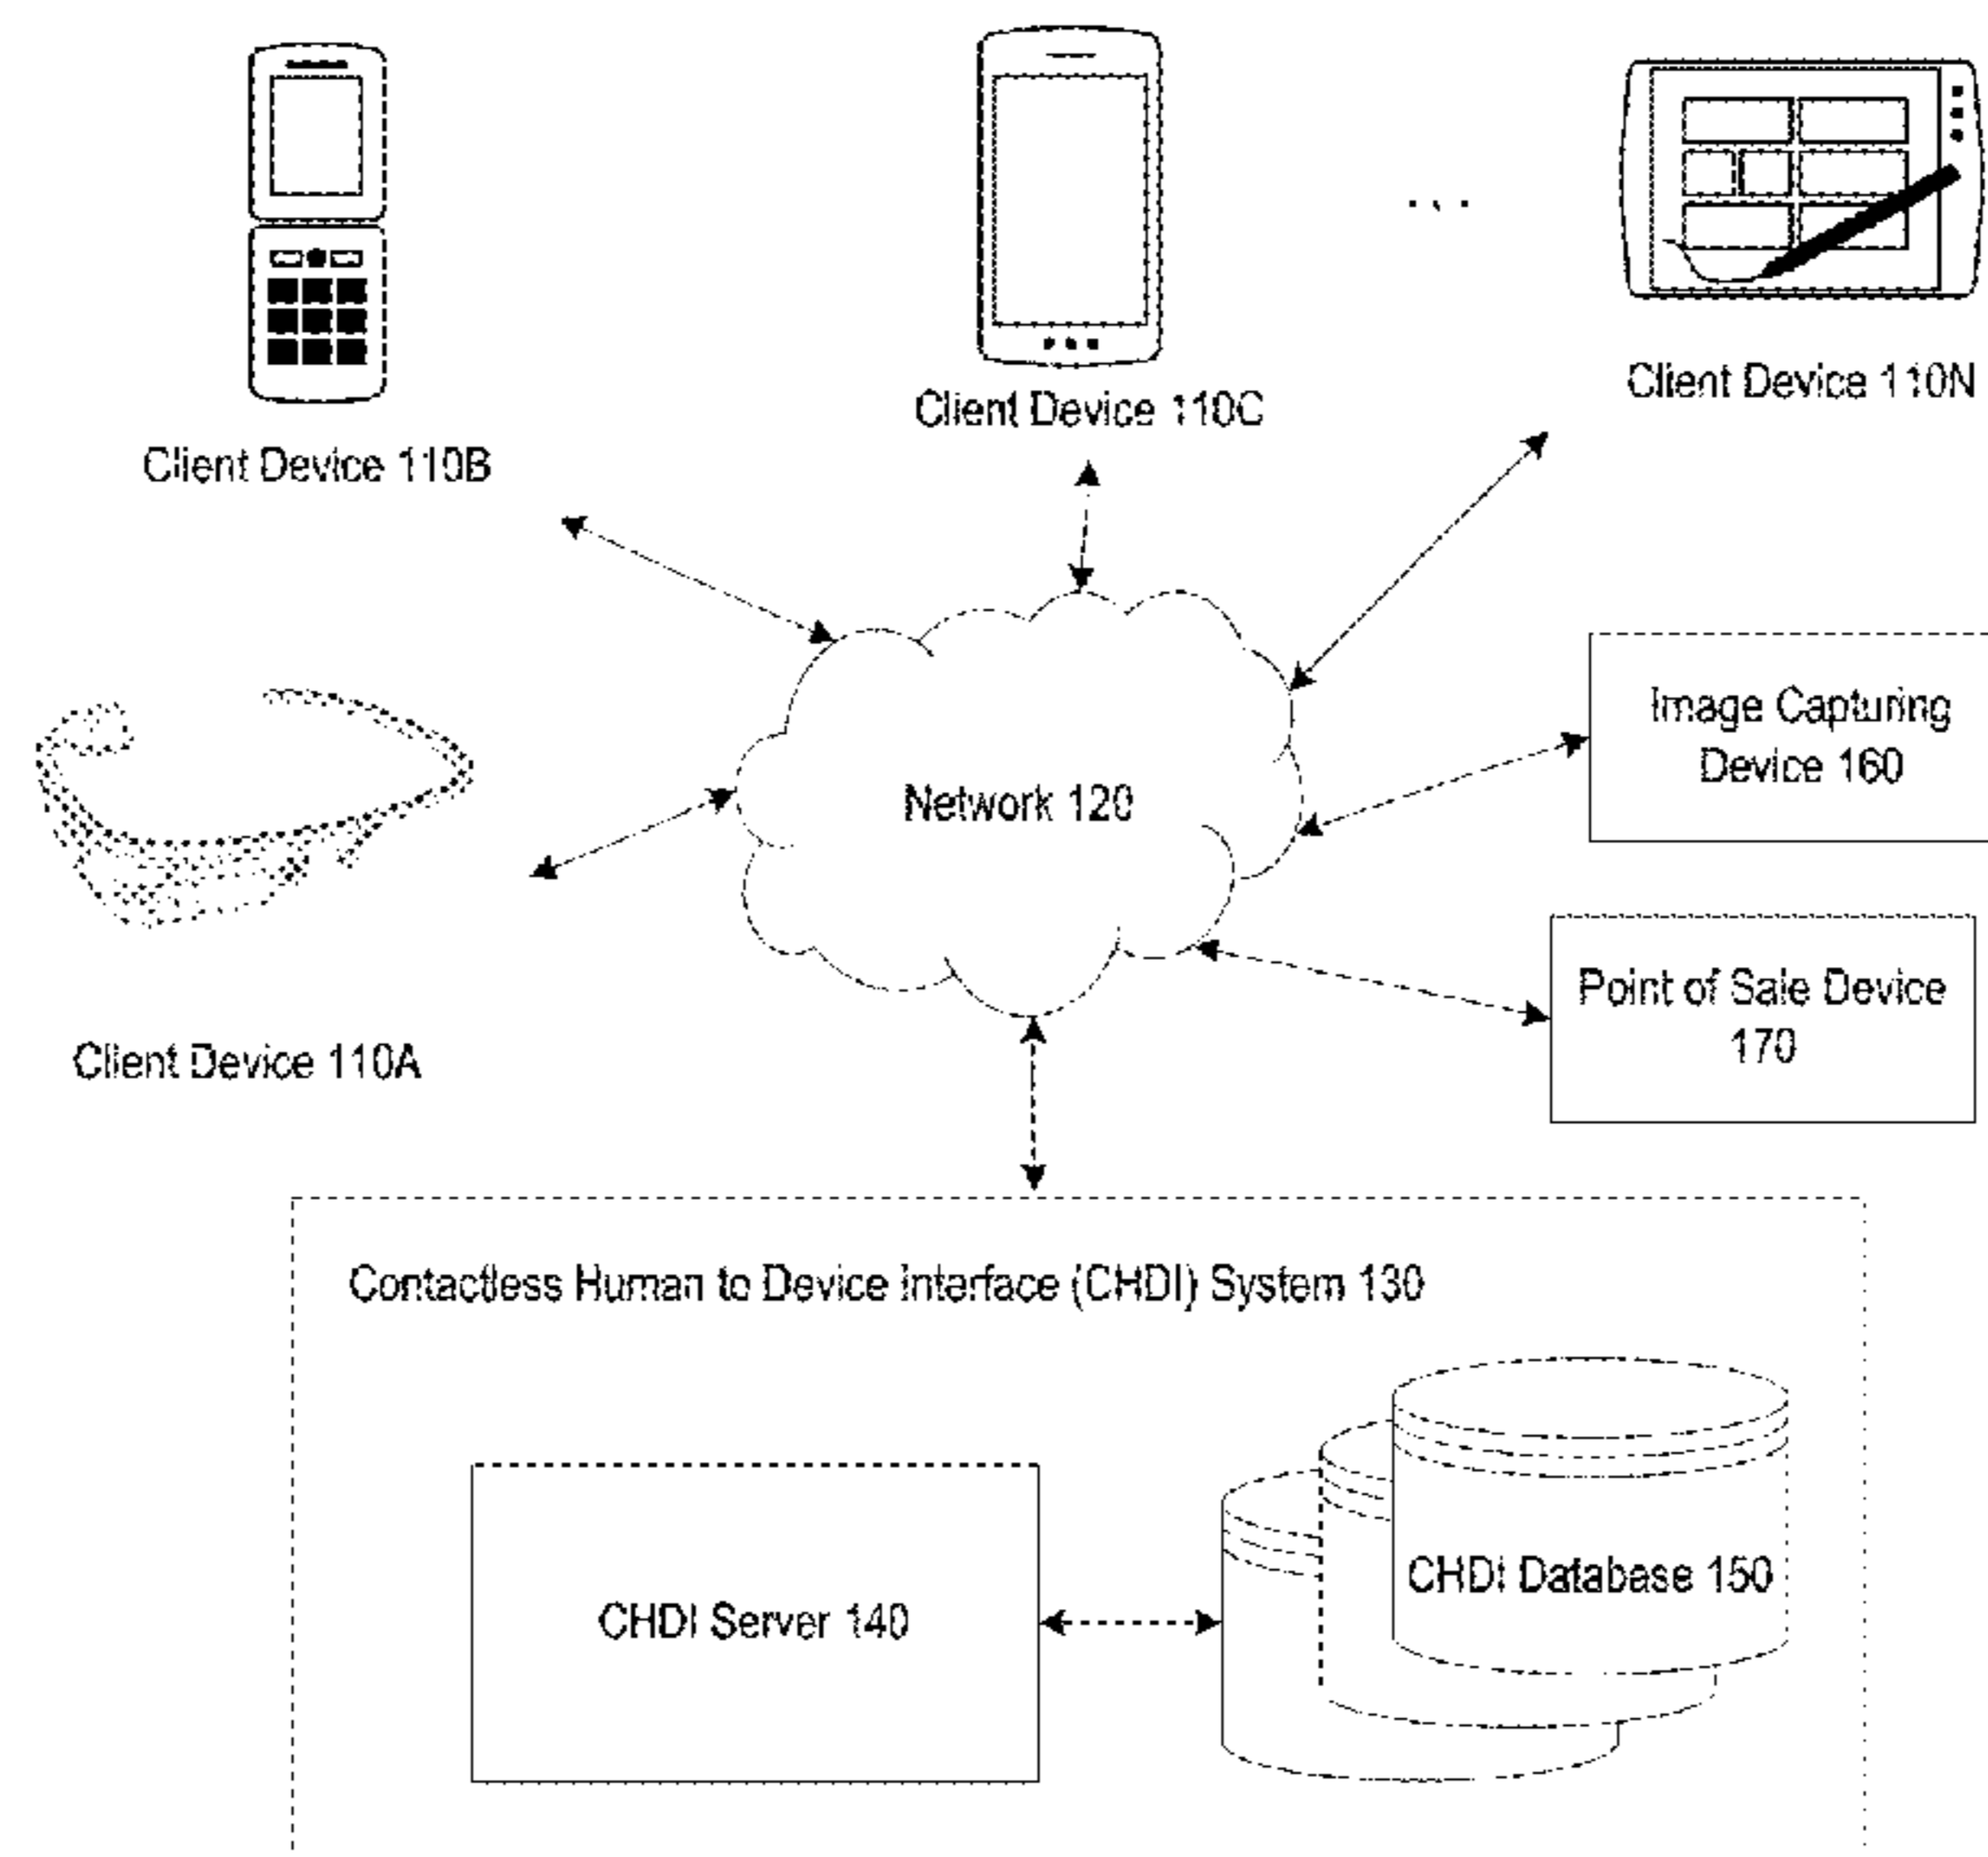 Client Device 110B
Client Device 110C
. . .
Client Device 110N
Network 120
Image Capturing
Device 160
Point of Sale Device
170
Client Device 110A
Contactless Human to Device Interface (CHDI) System 130
CHDI Server 140
CHDI Database 150